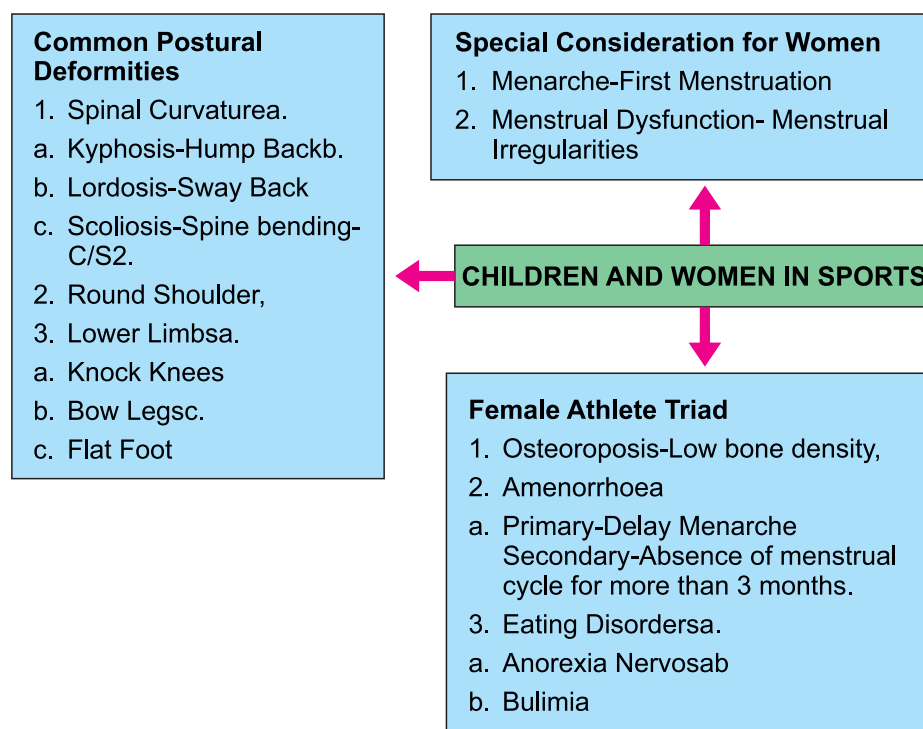 Common Postural
Deformities
1. Spinal Curvaturea.
a. Kyphosis-Hump Backb.
b. Lordosis-Sway Back
c. Scoliosis-Spine bending-
C/S2.
2. Round Shoulder,
3. Lower Limbsa.
a. Knock Knees
b. Bow Legsc.
c. Flat Foot
Special Consideration for Women
1. Menarche-First Menstruation
2. Menstrual Dysfunction- Menstrual
Irregularities
CHILDREN AND WOMEN IN SPORTS
Female Athlete Triad
1. Osteoroposis-Low bone density,
2. Amenorrhoea
a. Primary-Delay Menarche
Secondary-Absence of menstrual
cycle for more than 3 months.
3. Eating Disordersa.
a. Anorexia Nervosab
b. Bulimia